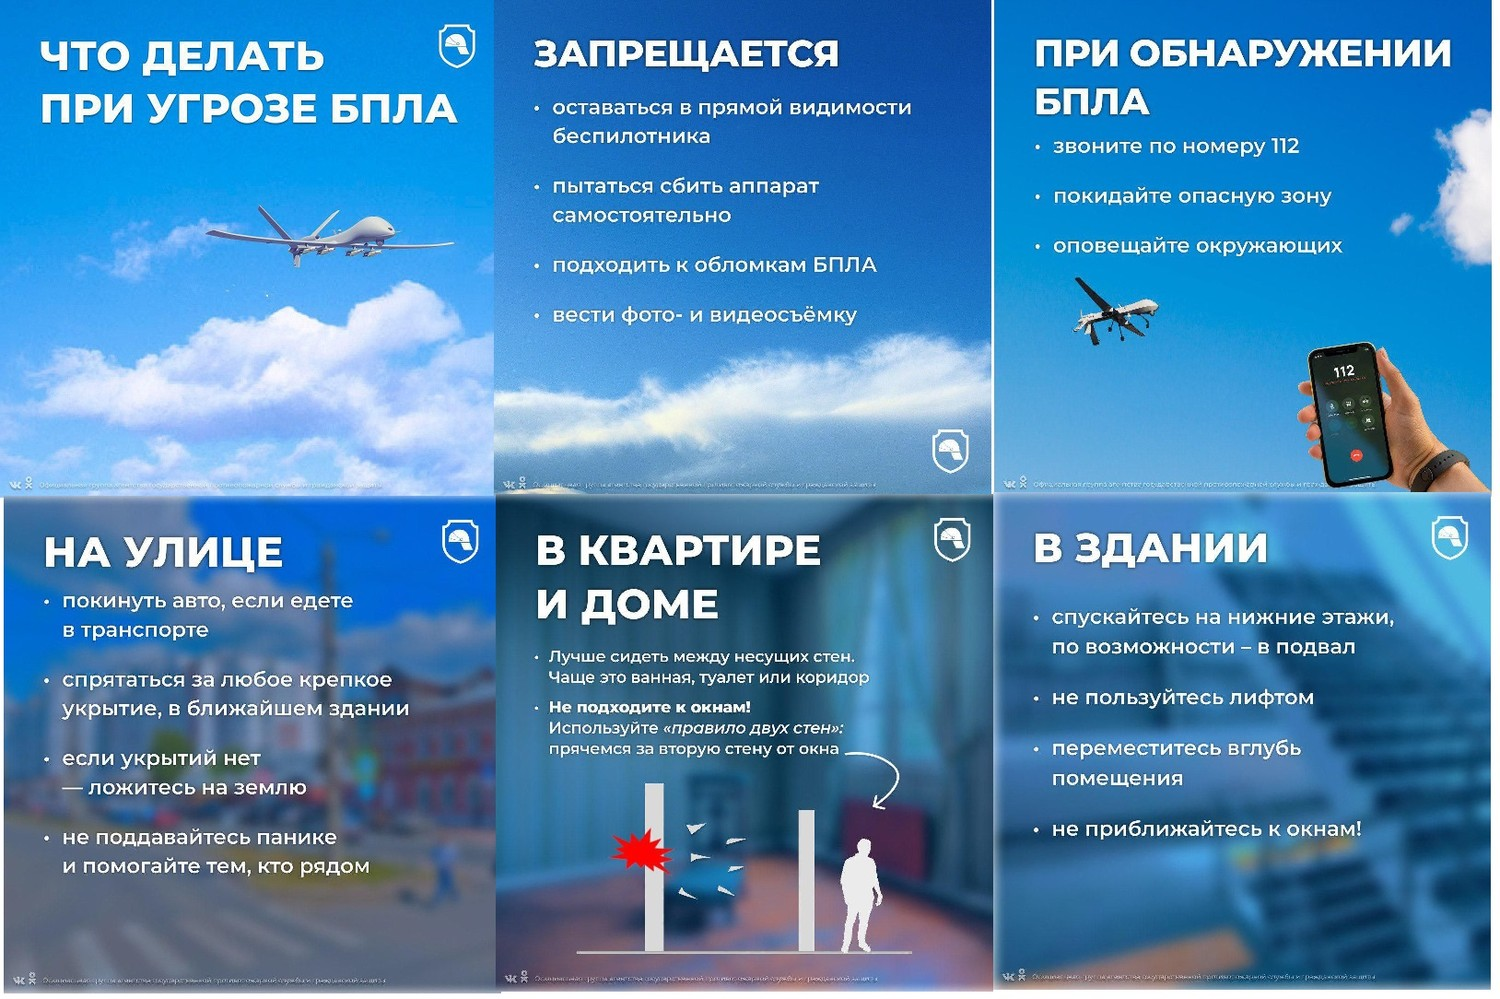 ЧТО ДЕЛАТЬ
ПРИ УГРОЗЕ БПЛА
ЗАПРЕЩАЕТСЯ
• оставаться в прямой видимости
беспилотника
• пытаться сбить аппарат
самостоятельно
• подходить к обломкам БПЛА
• вести фото- и видеосъёмку
ПРИ ОБНАРУЖЕНИИ
БПЛА
• звоните по номеру 112
• покидайте опасную зону
• оповещайте окружающих
112
НА УЛИЦЕ
• покинуть авто, если едете
в транспорте
• спрятаться за любое крепкое
укрытие, в ближайшем здании
• если укрытий нет
— ложитесь на землю
• не поддавайтесь панике
и помогайте тем, кто рядом
В КВАРТИРЕ
И ДОМЕ
• Лучше сидеть между несущих стен.
Чаще это ванная, туалет или коридор
• Не подходите к окнам!
Используйте «правило двух стен»:
прячемся за вторую стену от окна
В ЗДАНИИ
• спускайтесь на нижние этажи,
по возможности – в подвал
• не пользуйтесь лифтом
• переместитесь вглубь
помещения
• не приближайтесь к окнам!